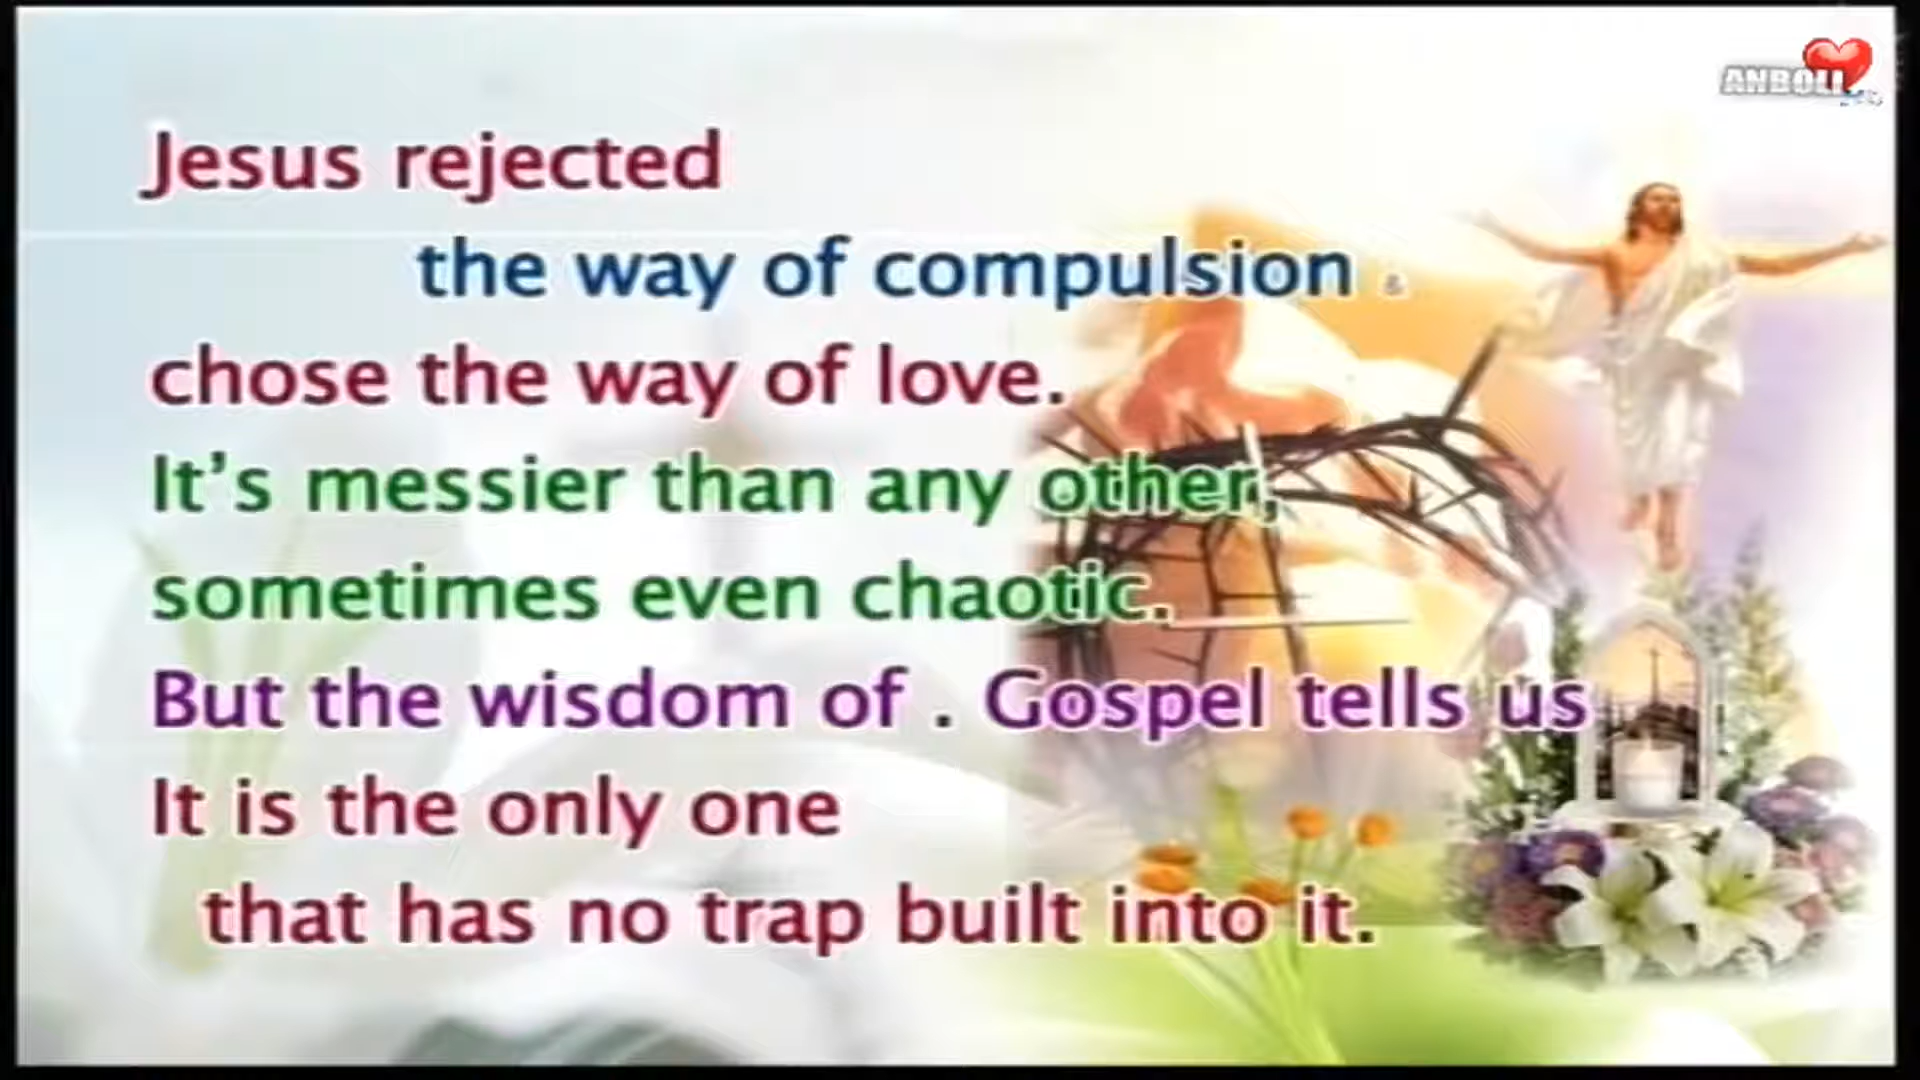 ANBOLI
Jesus rejected
the way of compulsion .
chose the way of love.
It's messier than any other,
sometimes even chaotic.
But the wisdom of . Gospel tells us
It is the only one
that has no trap built into it.